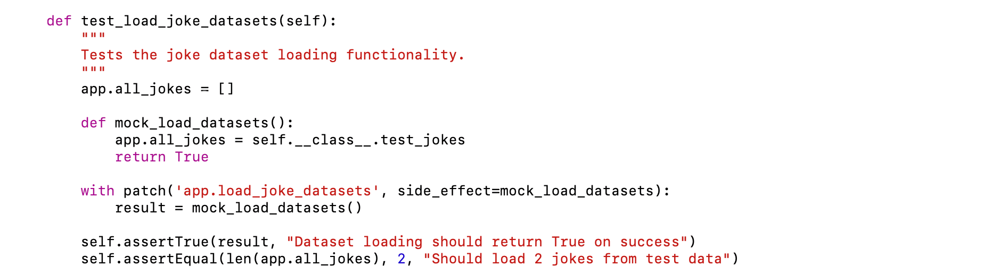 def test_load_joke_datasets(self):
"""
Tests the joke dataset loading functionality.
"""
app.all_jokes = []
def mock_load_datasets():
app.all_jokes = self.__class__.test_jokes
return True
with patch('app.load_joke_datasets', side_effect=mock_load_datasets):
result = mock_load_datasets()
self.assertTrue(result, "Dataset loading should return True on success")
self.assertEqual(len(app.all_jokes), 2, "Should load 2 jokes from test data")